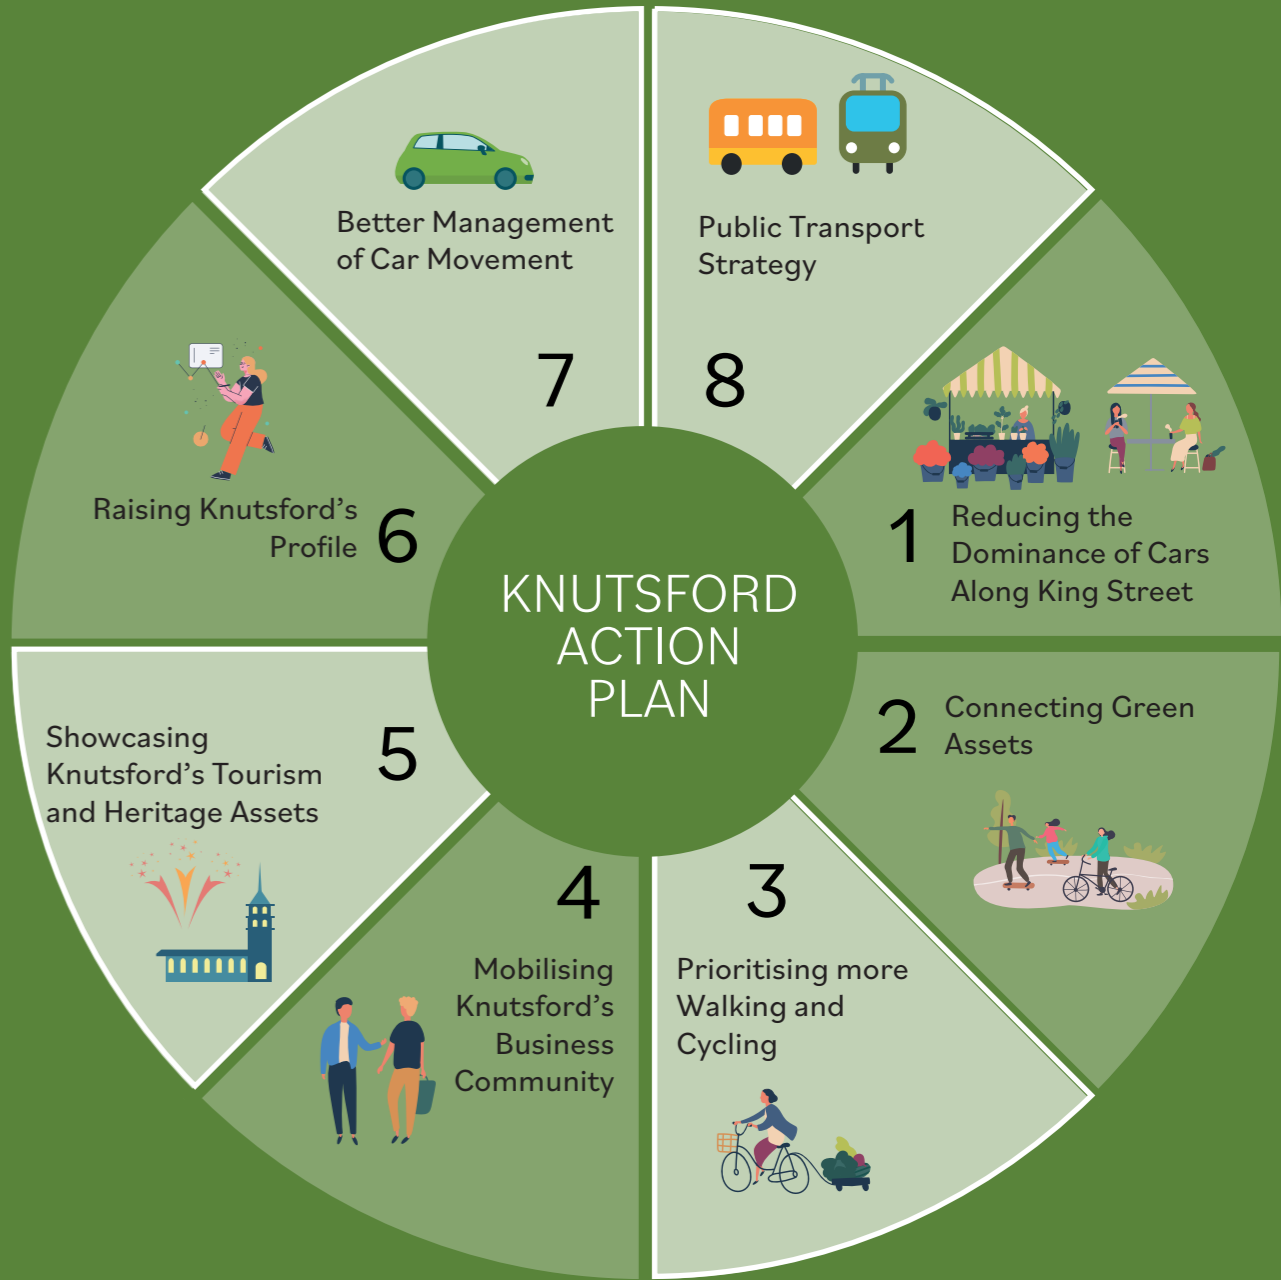 KNUTSFORD
ACTION
PLAN
1
Reducing the
Dominance of Cars
Along King Street
2
Connecting Green
Assets
3
Prioritising more
Walking and
Cycling
4
Mobilising
Knutsford’s
Business
Community
5
Showcasing
Knutsford’s Tourism
and Heritage Assets
6
Raising Knutsford’s
Profile
7
Better Management
of Car Movement
8
Public Transport
Strategy